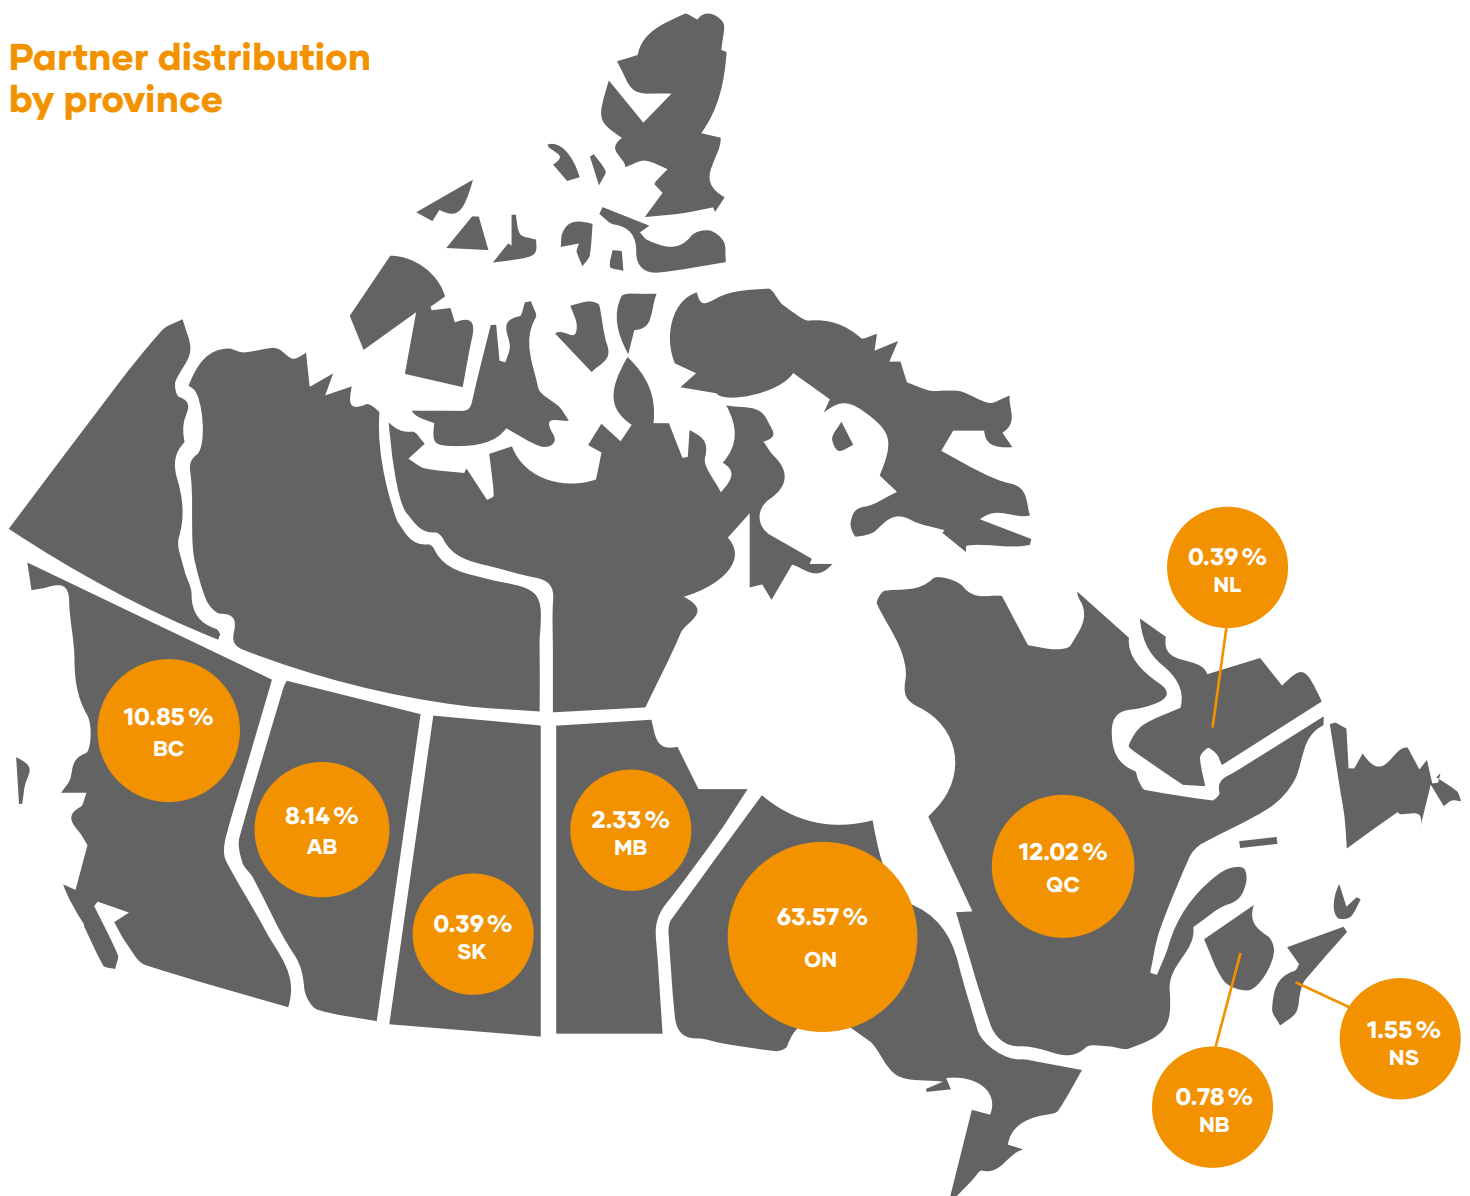 Partner distribution
by province
0.39 %
NL
10.85 %
BC
8.14 %
AB
2.33 %
MB
0.39 %
SK
63.57 %
ON
12.02 %
QC
1.55 %
NS
0.78 %
NB